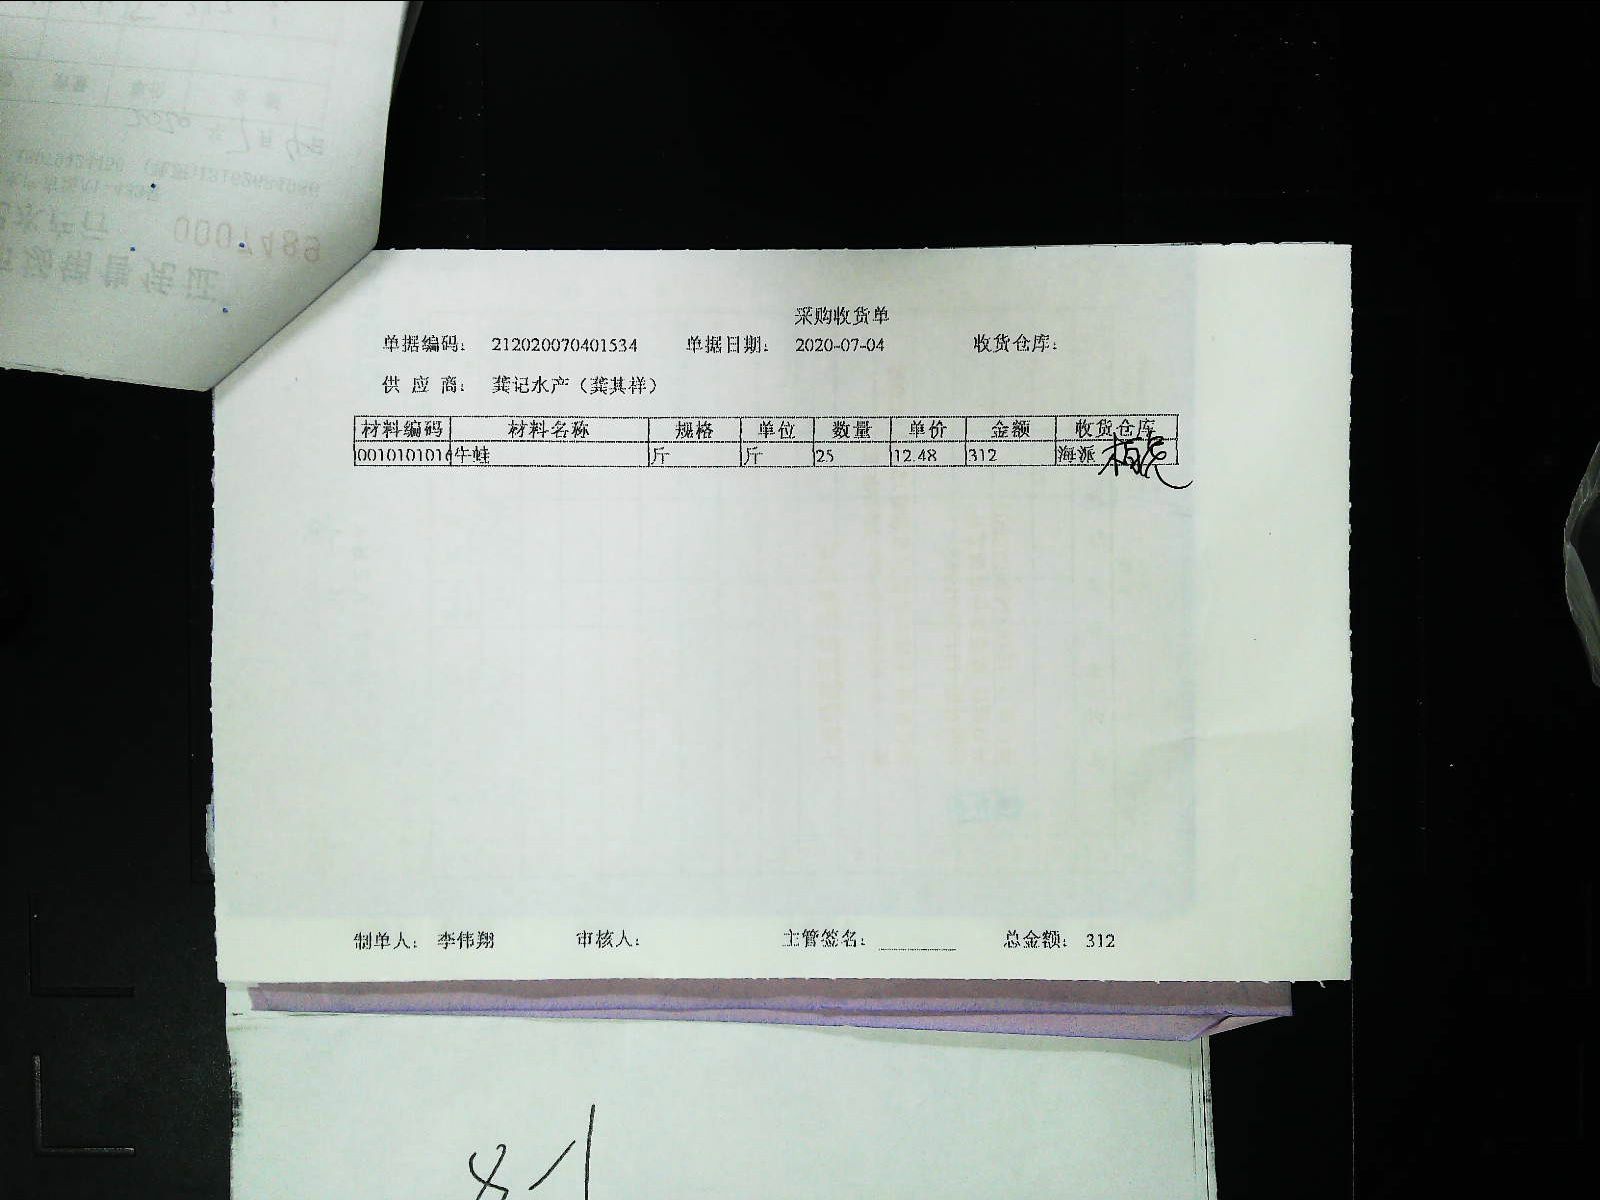 0007489
采购收货单
单据编码： 212020070401534 单据日期： 2020-07-04 收货仓库：
供 应 商： 龚记水产（龚其祥）
材料编码 材料名称 规格 单位 数量 单价 金额 收货仓库
001010101 牛蛙 斤 斤 25 12.48 312 海派
制单人： 李伟翔 审核人： 主管签名： 总金额： 312